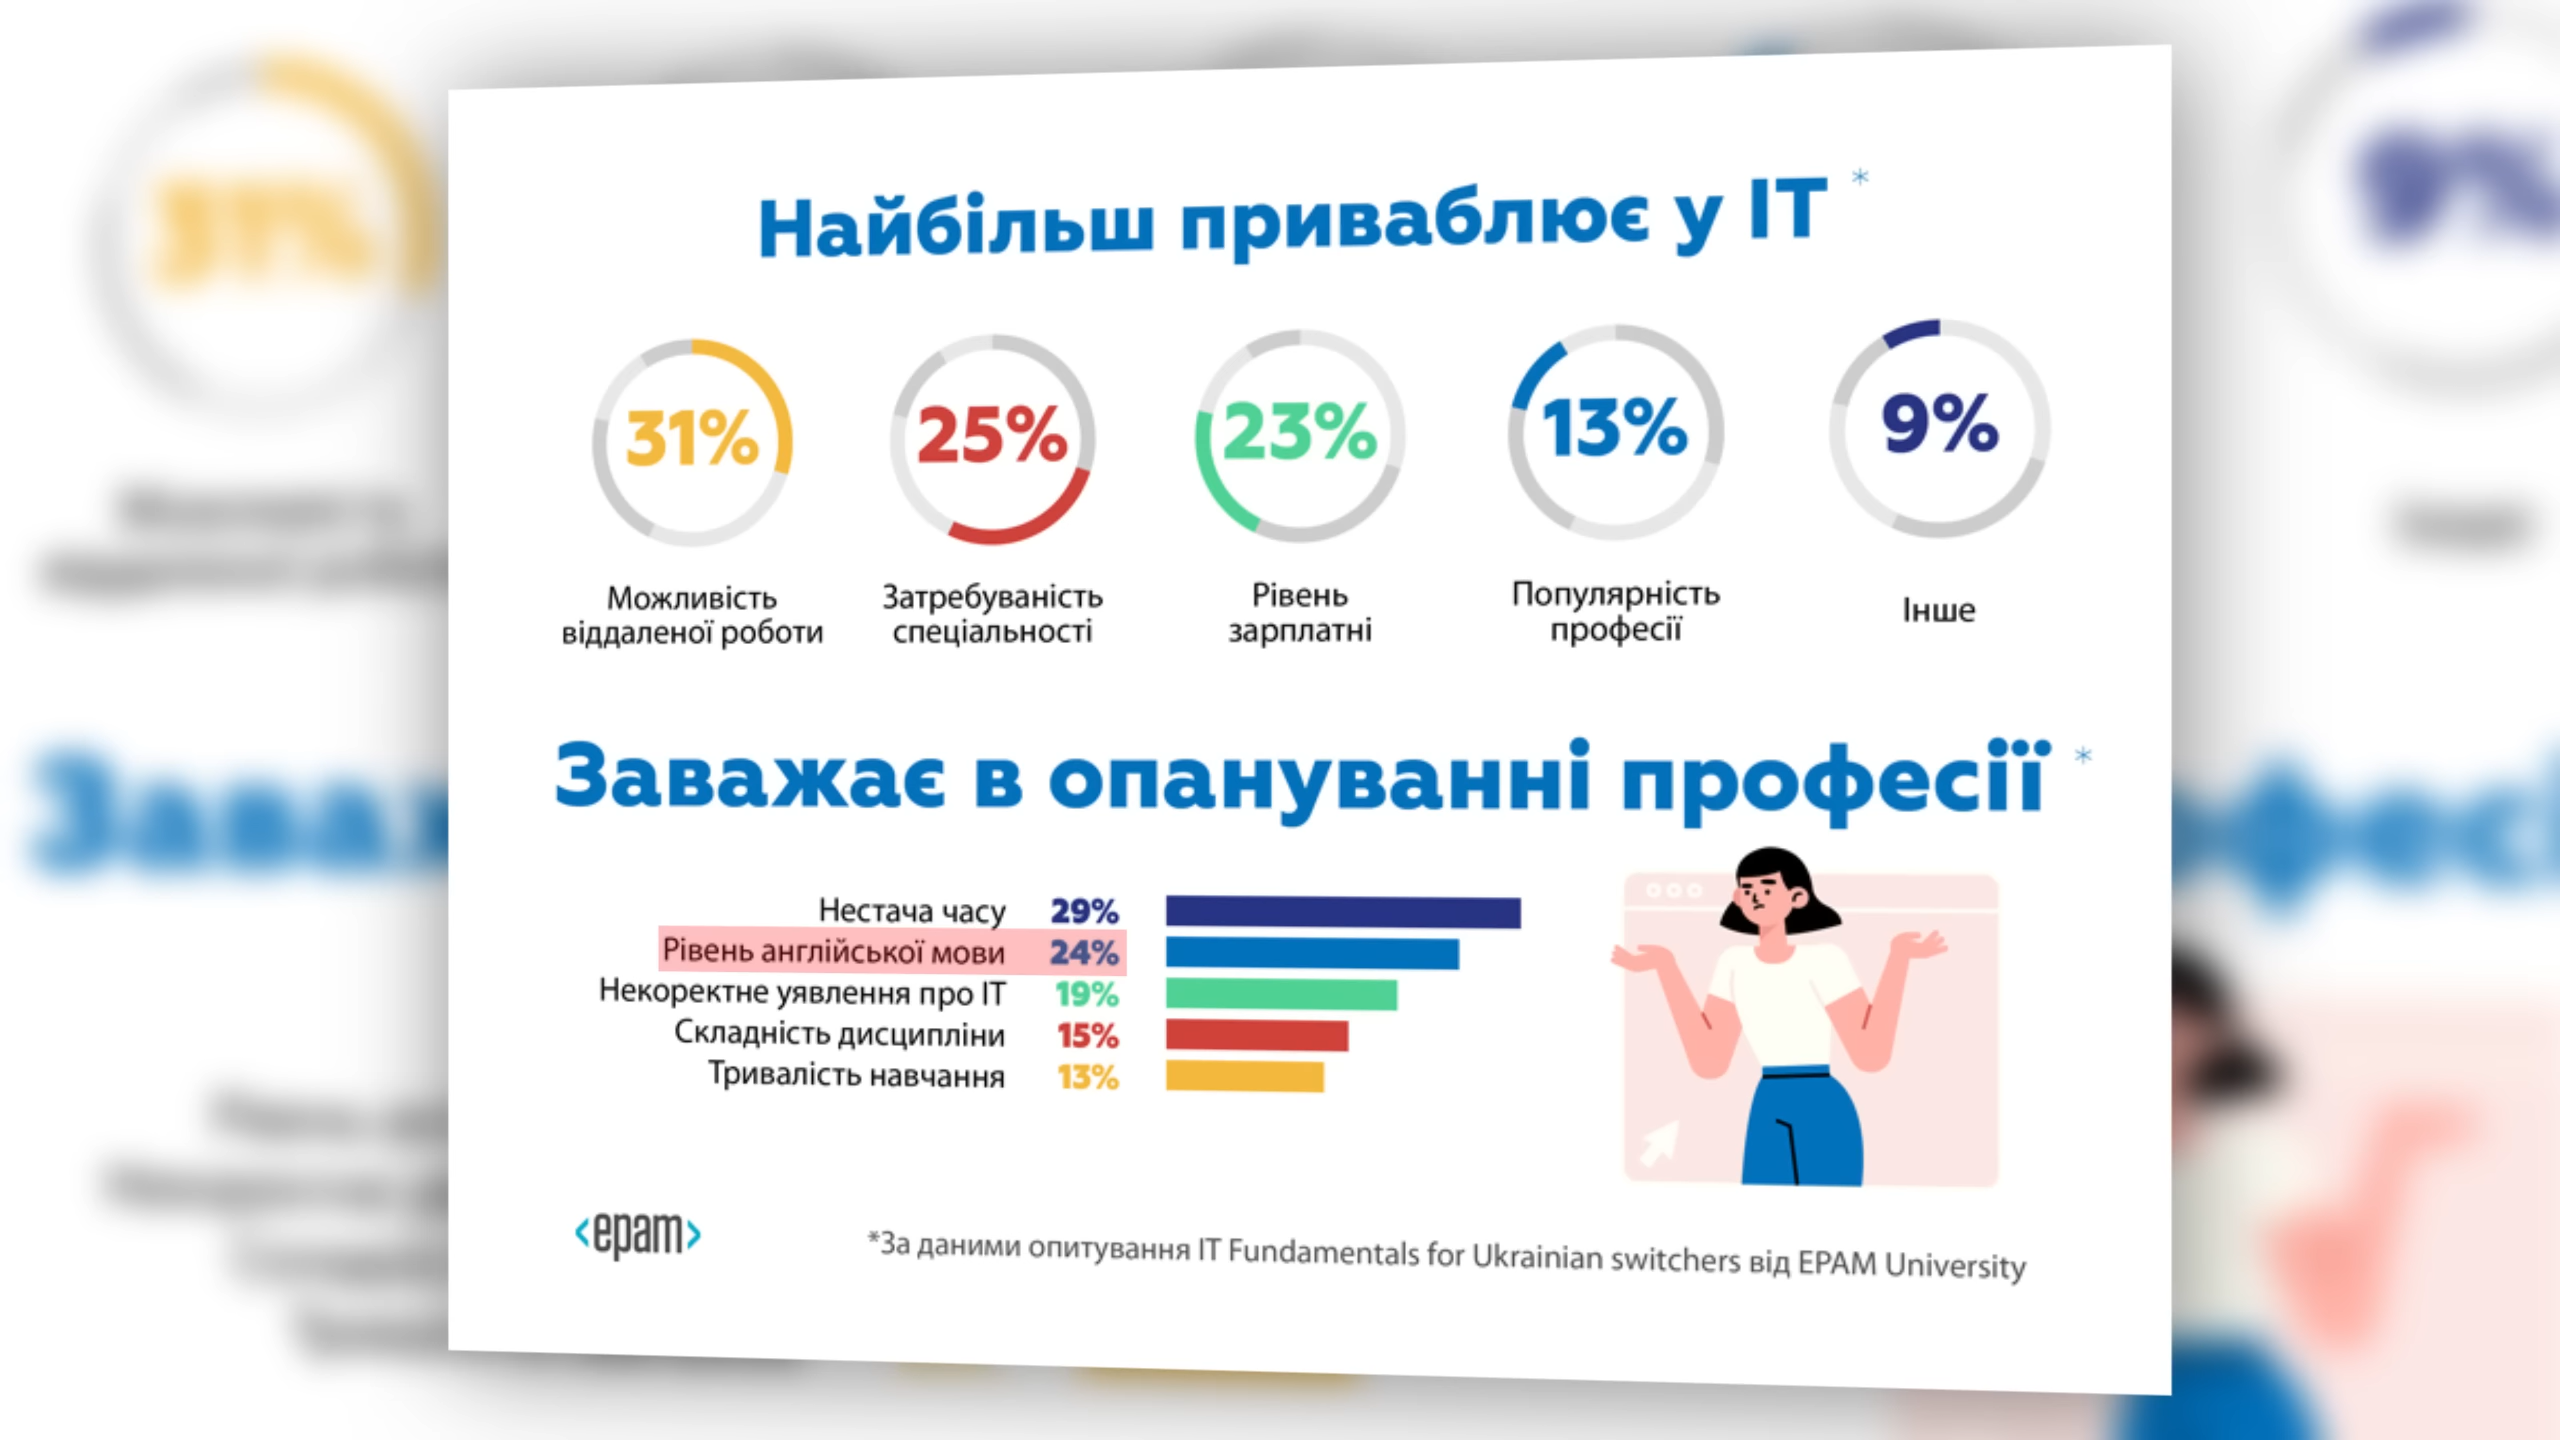 Найбільш приваблює у IT *
31% 25% 23% 13% 9%
Можливість
віддаленої роботи
Затребуваність
спеціальності
Рівень
зарплатні
Популярність
професії
Інше
Заважає в опануванні професії *
Нестача часу 29%
Рівень англійської мови 24%
Некоректне уявлення про IT 19%
Складність дисципліни 15%
Тривалість навчання 13%
<epam>
*За даними опитування IT Fundamentals for Ukrainian switchers від EPAM University